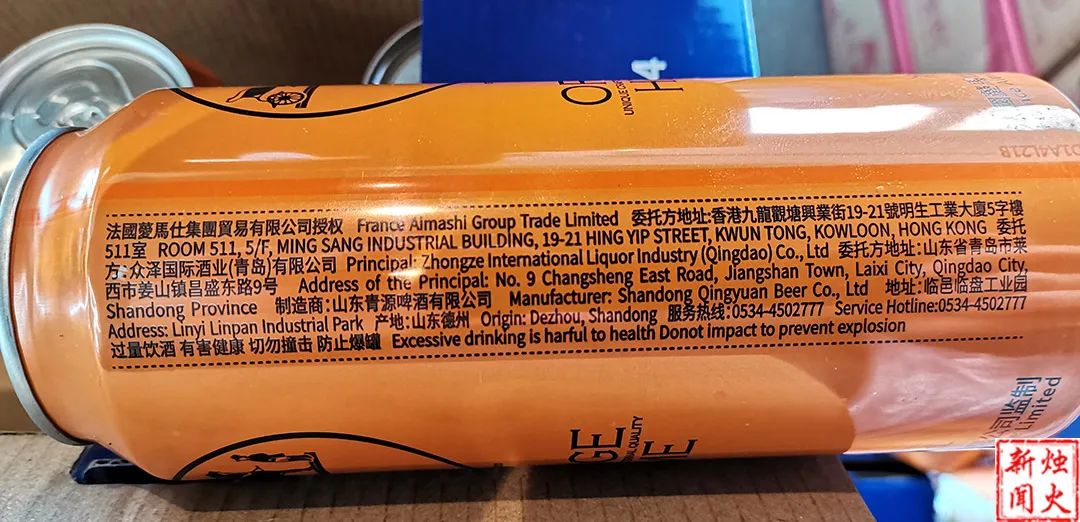 4
UNIQUE
法國薆馬仕集團貿易有限公司授权 France Aimashi Group Trade Limited 委托方地址:香港九龍觀塘興業街19-21號明生工業大廈5字樓
511室 ROOM 511, 5/F, MING SANG INDUSTRIAL BUILDING, 19-21 HING YIP STREET, KWUN TONG, KOWLOON, HONG KONG 委托
方:众泽国际酒业(青岛)有限公司 Principal: Zhongze International Liquor Industry (Qingdao) Co., Ltd 委托方地址:山东省青岛市莱
西市姜山镇昌盛东路9号 Address of the Principal: No. 9 Changsheng East Road, Jiangshan Town, Laixi City, Qingdao City,
Shandong Province 制造商:山东青源啤酒有限公司 Manufacturer: Shandong Qingyuan Beer Co., Ltd 地址:临邑临盘工业园
Address: Linyi Linpan Industrial Park 产地:山东德州 Origin: Dezhou, Shandong 服务热线:0534-4502777 Service Hotline:0534-4502777
过量饮酒 有害健康 切勿撞击 防止爆罐 Excessive drinking is harful to health Donot impact to prevent explosion
QUALITY
公司监制
Limited
烛火
新闻